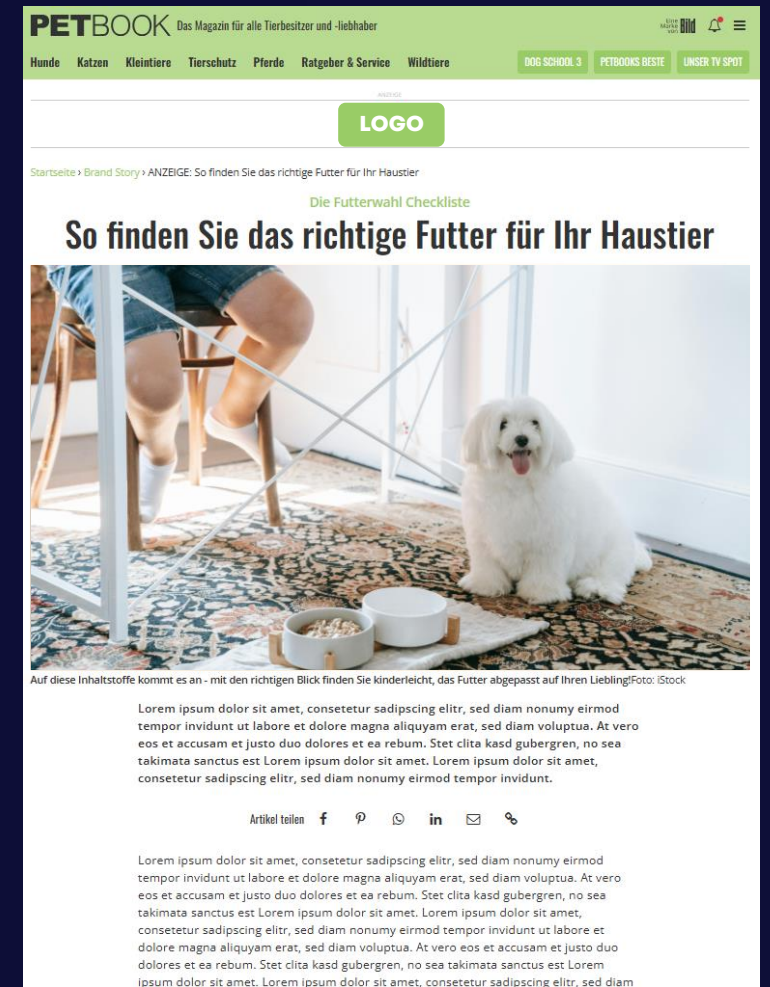 PETBOOK Das Magazin für alle Tierbesitzer und -liebhaber
Eine Marke von Bild
Hunde Katzen Kleintiere Tierschutz Pferde Ratgeber & Service Wildtiere DOG SCHOOL 3 PETBOOKS BESTE UNSER TV SPOT
ANZEIGE
LOGO
Startseite › Brand Story › ANZEIGE: So finden Sie das richtige Futter für Ihr Haustier
Die Futterwahl Checkliste
So finden Sie das richtige Futter für Ihr Haustier
Auf diese Inhaltstoffe kommt es an - mit den richtigen Blick finden Sie kinderleicht, das Futter abgepasst auf Ihren Liebling!Foto: iStock
Lorem ipsum dolor sit amet, consetetur sadipscing elitr, sed diam nonumy eirmod
tempor invidunt ut labore et dolore magna aliquyam erat, sed diam voluptua. At vero
eos et accusam et justo duo dolores et ea rebum. Stet clita kasd gubergren, no sea
takimata sanctus est Lorem ipsum dolor sit amet. Lorem ipsum dolor sit amet,
consetetur sadipscing elitr, sed diam nonumy eirmod tempor invidunt.
Artikel teilen
Lorem ipsum dolor sit amet, consetetur sadipscing elitr, sed diam nonumy eirmod
tempor invidunt ut labore et dolore magna aliquyam erat, sed diam voluptua. At vero
eos et accusam et justo duo dolores et ea rebum. Stet clita kasd gubergren, no sea
takimata sanctus est Lorem ipsum dolor sit amet. Lorem ipsum dolor sit amet,
consetetur sadipscing elitr, sed diam nonumy eirmod tempor invidunt ut labore et
dolore magna aliquyam erat, sed diam voluptua. At vero eos et accusam et justo duo
dolores et ea rebum. Stet clita kasd gubergren, no sea takimata sanctus est Lorem
ipsum dolor sit amet. Lorem ipsum dolor sit amet, consetetur sadipscing elitr, sed diam